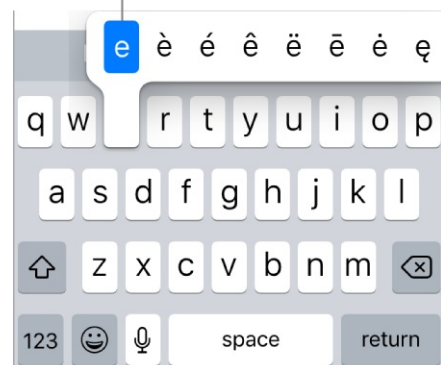 e è é ê ë ē ė ę
q w r t y u i o p
a s d f g h j k l
z x c v b n m
123 space return